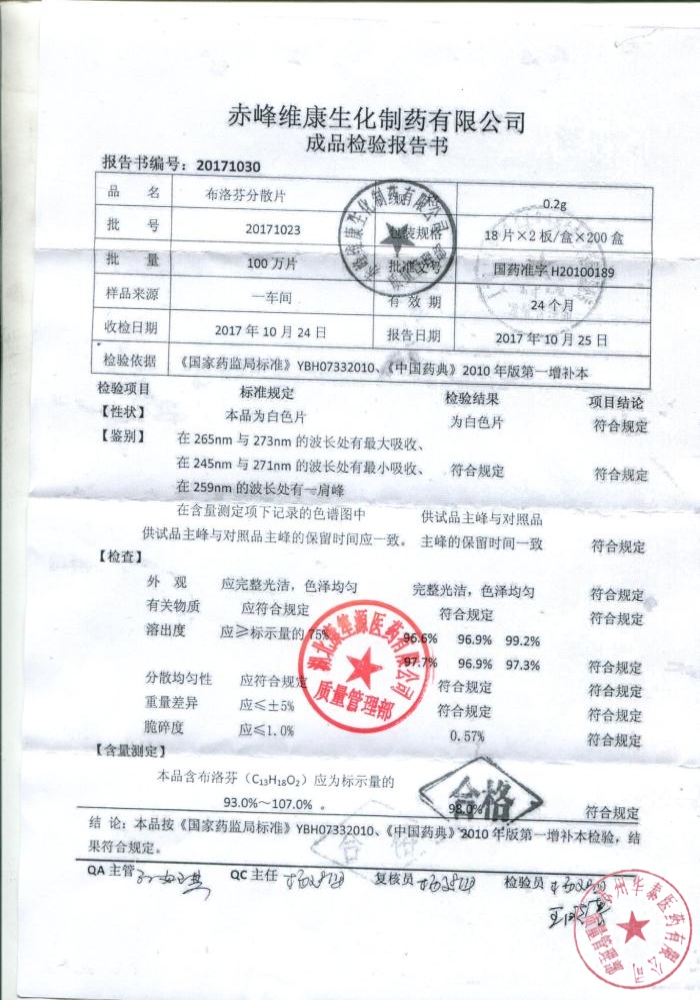 赤峰维康生化制药有限公司
成品检验报告书
报告书编号：20171030
品 名 布洛芬分散片 规 0.2g
批 号 20171023 包装规格 18片×2板/盒×200盒
批 量 100万片 批准文号 国药准字H20100189
样品来源 一车间 有 效 期 24个月
收检日期 2017年10月24日 报告日期 2017年10月25日
检验依据 《国家药监局标准》YBH07332010、《中国药典》2010年版第一增补本
检验项目 标准规定 检验结果 项目结论
【性状】 本品为白色片 为白色片 符合规定
【鉴别】 在265nm与273nm的波长处有最大吸收、
在245nm与271nm的波长处有最小吸收、 符合规定 符合规定
在259nm的波长处有一肩峰
在含量测定项下记录的色谱图中 供试品主峰与对照品
供试品主峰与对照品主峰的保留时间应一致。 主峰的保留时间一致 符合规定
【检查】
外 观 应完整光洁，色泽均匀 完整光洁，色泽均匀 符合规定
有关物质 应符合规定 符合规定 符合规定
溶出度 应≥标示量的75% 96.6% 96.9% 99.2%
97.7% 96.9% 97.3% 符合规定
分散均匀性 应符合规定 符合规定 符合规定
重量差异 应≤±5% 符合规定 符合规定
脆碎度 应≤1.0% 0.57% 符合规定
【含量测定】
本品含布洛芬（C₁₃H₁₈O₂）应为标示量的
93.0%～107.0% 。 98.0% 符合规定
合格
合格
结 论：本品按《国家药监局标准》YBH07332010、《中国药典》2010年版第一增补本检验，结
果符合规定。
QA主管 QC主任 复核员 检验员
湖北康笙源医药有限公司
质量管理部
州华泰医药有限公司